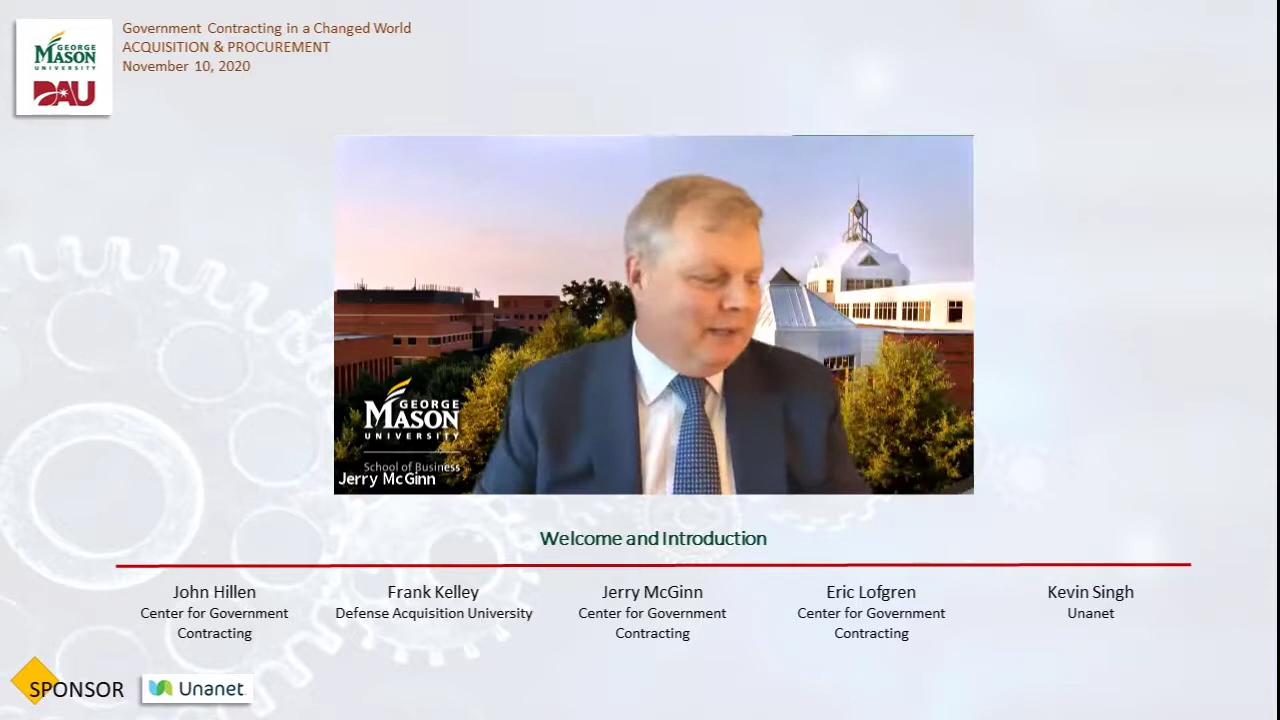 Government Contracting in a Changed World
ACQUISITION & PROCUREMENT
November 10, 2020
GEORGE
MASON
UNIVERSITY
DAU
GEORGE
MASON
UNIVERSITY
School of Business
Jerry McGinn
Welcome and Introduction
John Hillen
Center for Government
Contracting
Frank Kelley
Defense Acquisition University
Jerry McGinn
Center for Government
Contracting
Eric Lofgren
Center for Government
Contracting
Kevin Singh
Unanet
SPONSOR
Unanet